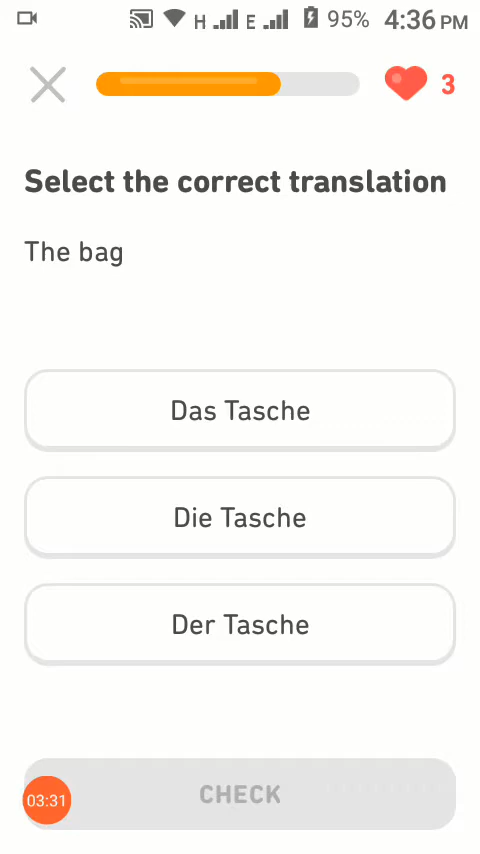 H E 95% 4:36 PM
3
Select the correct translation
The bag
Das Tasche
Die Tasche
Der Tasche
CHECK
03:31